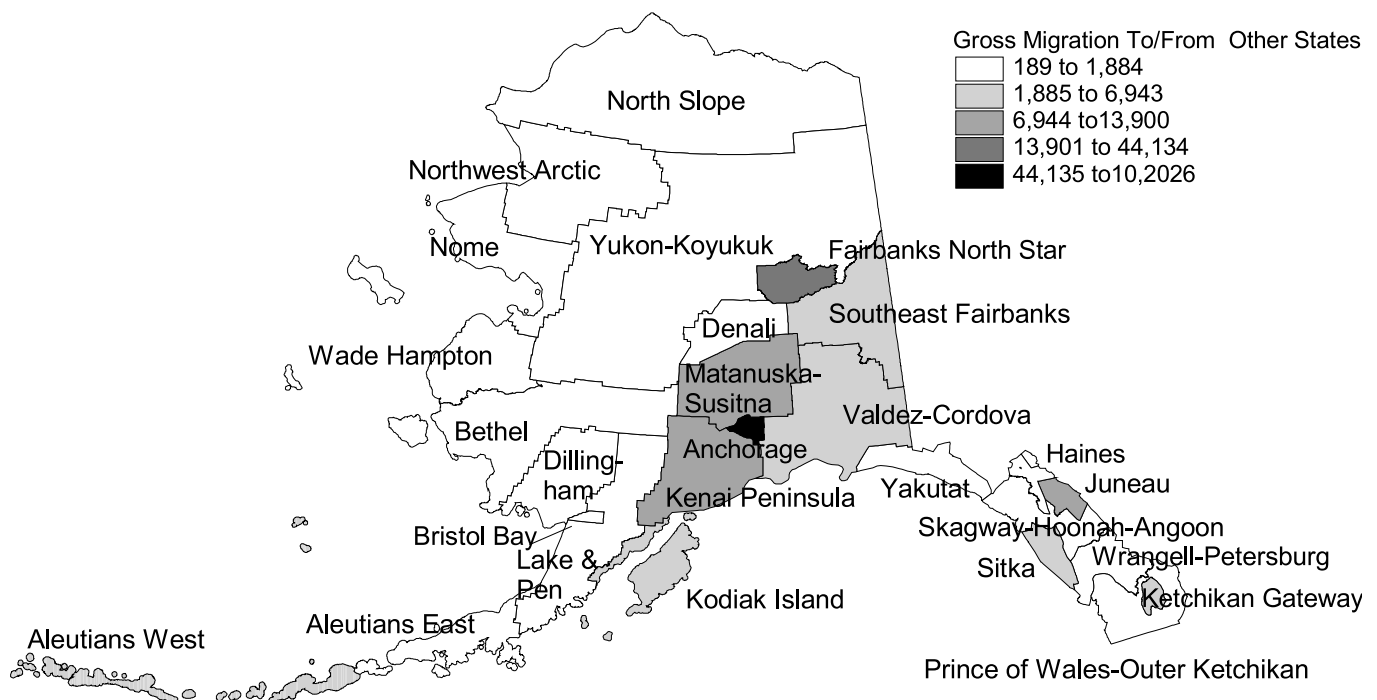 Gross Migration To/From Other States
189 to 1,884
1,885 to 6,943
6,944 to13,900
13,901 to 44,134
44,135 to10,2026
North Slope
Northwest Arctic
Nome
Yukon-Koyukuk
Fairbanks North Star
Southeast Fairbanks
Denali
Wade Hampton
Matanuska-
Susitna
Valdez-Cordova
Bethel
Anchorage
Dilling-
ham
Kenai Peninsula
Yakutat
Haines
Juneau
Skagway-Hoonah-Angoon
Bristol Bay
Lake &
Pen
Wrangell-Petersburg
Sitka
Kodiak Island
Ketchikan Gateway
Aleutians East
Aleutians West
Prince of Wales-Outer Ketchikan